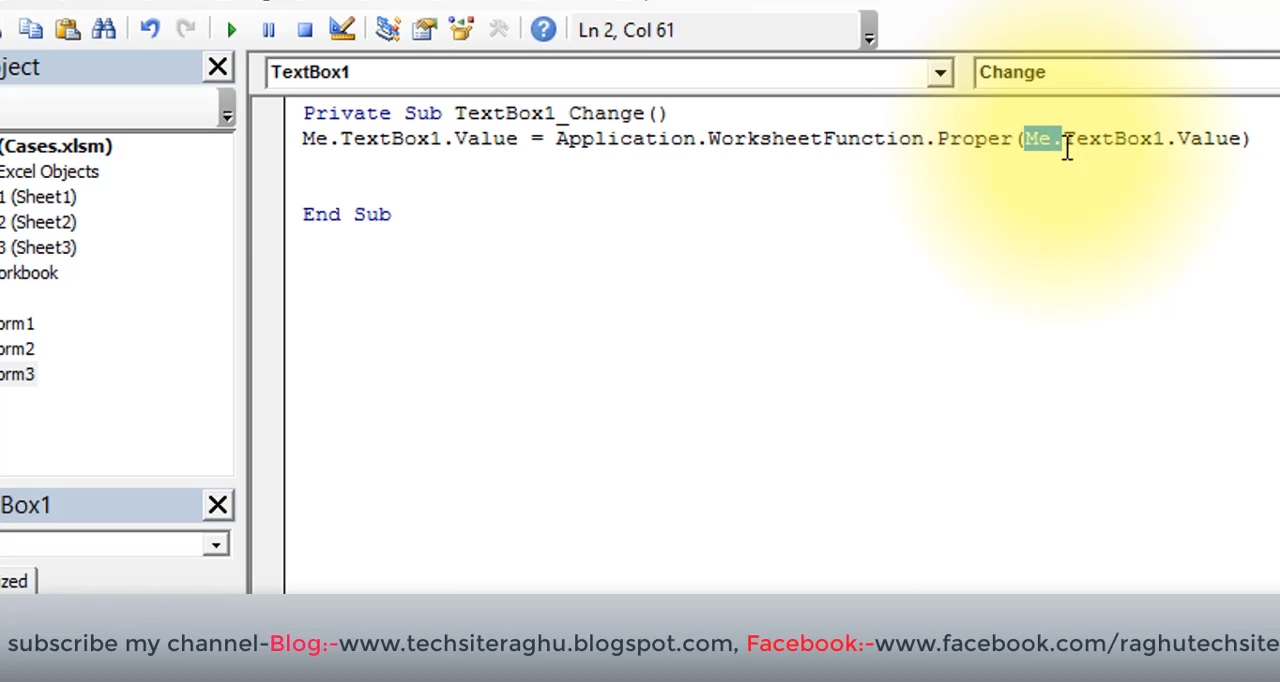 Ln 2, Col 61
ject
TextBox1
Change
Private Sub TextBox1_Change()
Me.TextBox1.Value = Application.WorksheetFunction.Proper(Me.TextBox1.Value)
End Sub
(Cases.xlsm)
Excel Objects
1 (Sheet1)
2 (Sheet2)
3 (Sheet3)
orkbook
orm1
orm2
orm3
Box1
zed
subscribe my channel-Blog:-www.techsiteraghu.blogspot.com, Facebook:-www.facebook.com/raghutechsite